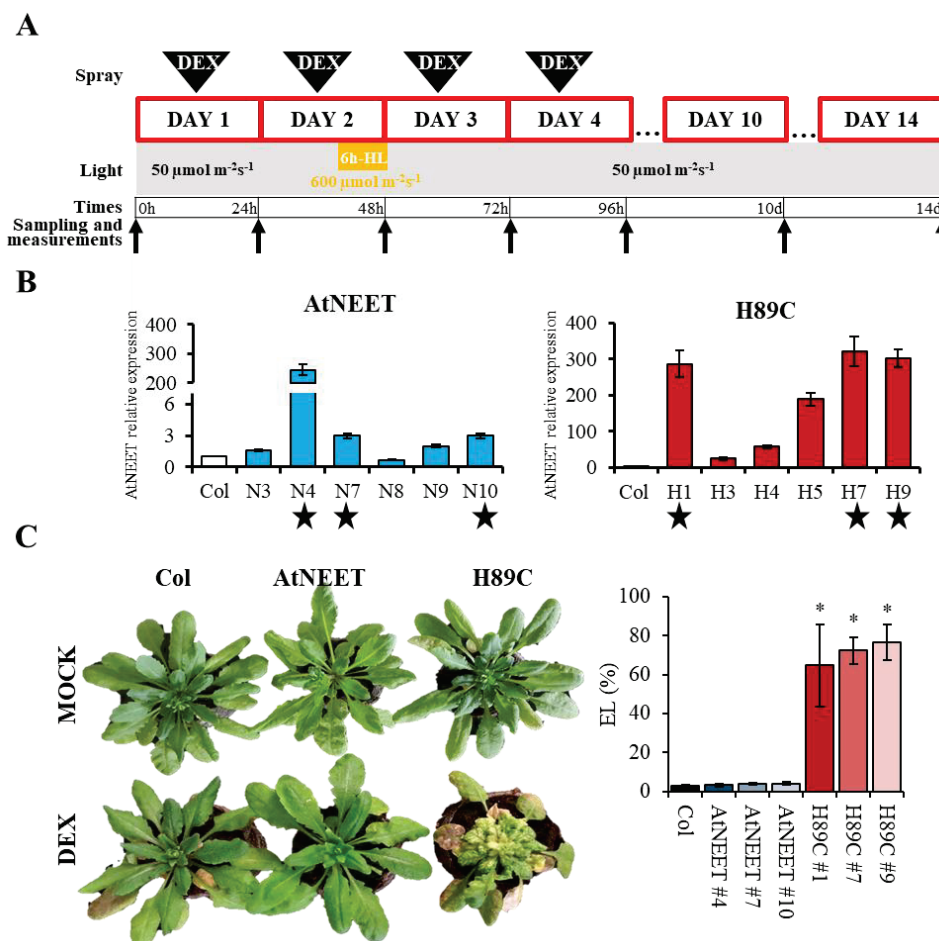 A
Spray
DEX DEX DEX DEX
DAY 1 DAY 2 DAY 3 DAY 4 ... DAY 10 ... DAY 14
Light
50 µmol m⁻²s⁻¹
6h-HL
600 µmol m⁻²s⁻¹
50 µmol m⁻²s⁻¹
Times
0h 24h 48h 72h 96h 10d 14d
Sampling and
measurements
B
AtNEET
AtNEET relative expression
400
300
200
6
3
0
Col N3 N4 N7 N8 N9 N10
★ ★ ★
H89C
AtNEET relative expression
400
300
200
100
0
Col H1 H3 H4 H5 H7 H9
★ ★ ★
C
Col AtNEET H89C
MOCK
DEX
EL (%)
100
80
60
40
20
0
* * *
Col
AtNEET #4
AtNEET #7
AtNEET #10
H89C #1
H89C #7
H89C #9